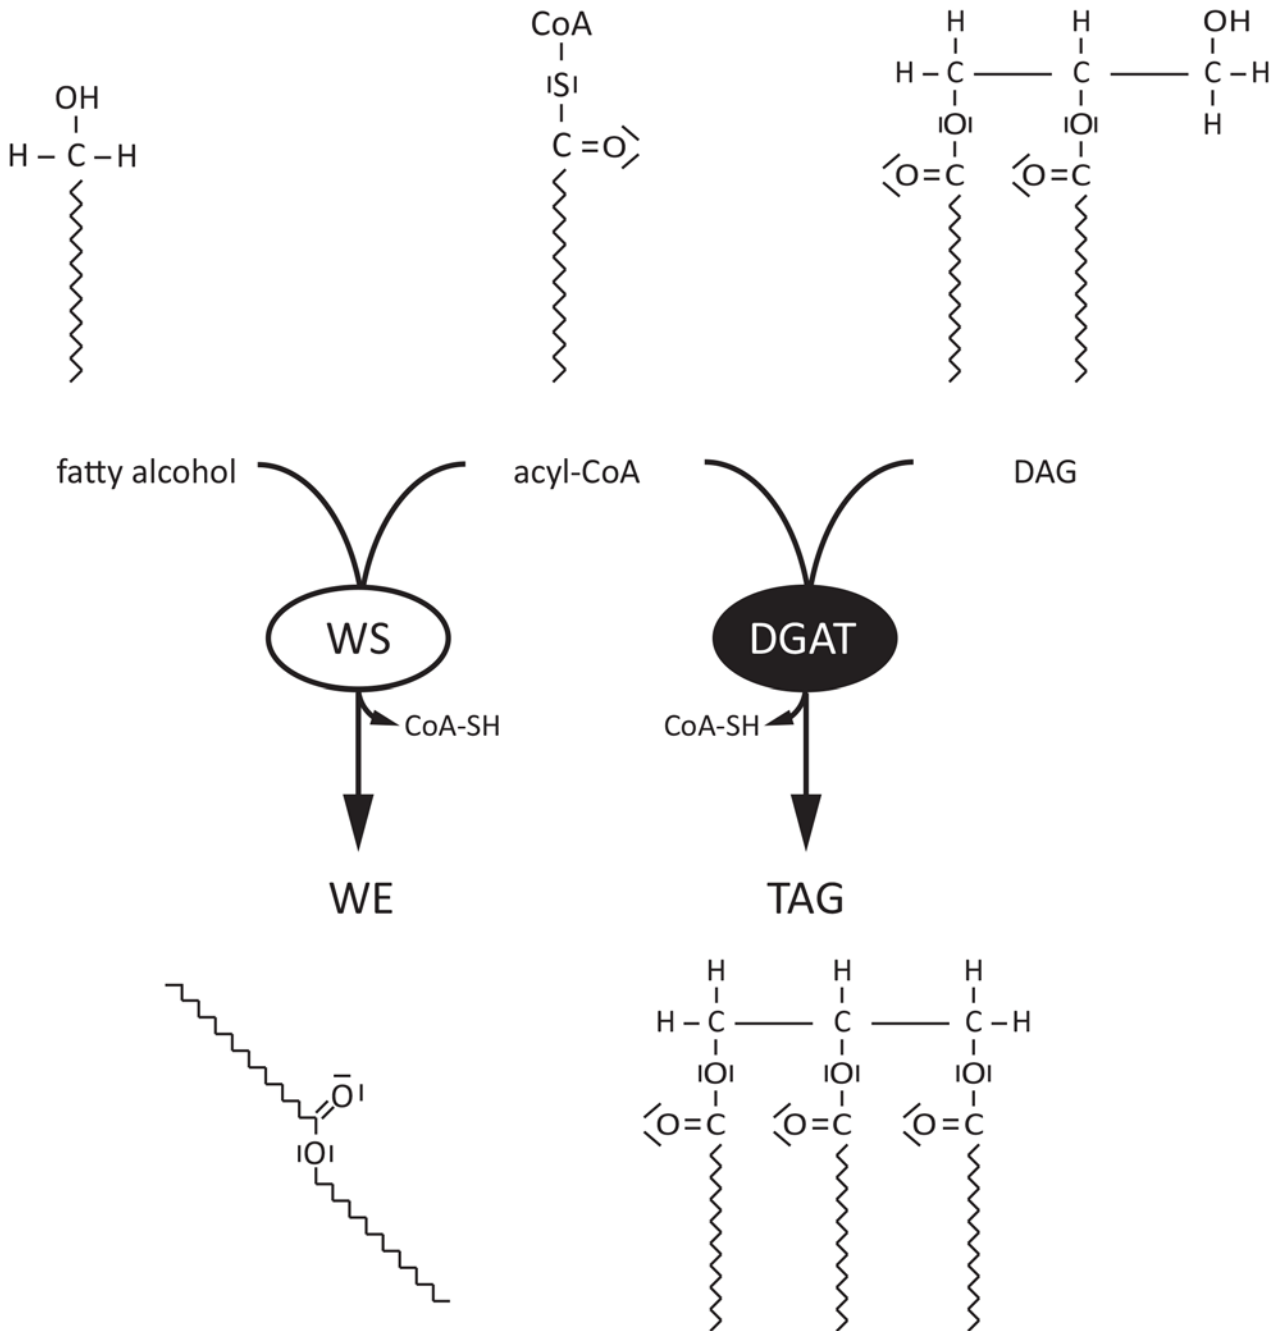 CoA
H H OH
OH |S| H – C C C – H
H – C – H C = O |O| |O| H
O = C O = C
fatty alcohol acyl-CoA DAG
WS DGAT
CoA-SH CoA-SH
WE TAG
H H H
H – C C C – H
O |O| |O| |O|
O = C O = C O = C
|O|